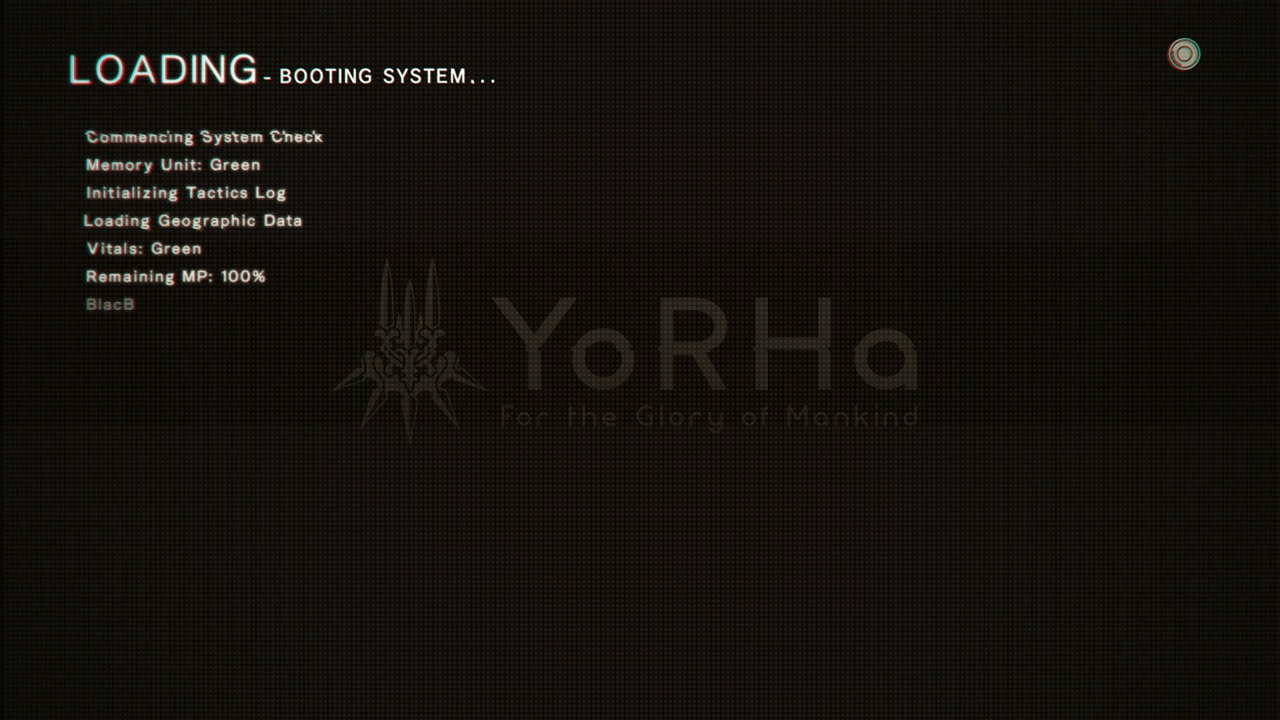 LOADING - BOOTING SYSTEM...
Commencing System Check
Memory Unit: Green
Initializing Tactics Log
Loading Geographic Data
Vitals: Green
Remaining MP: 100%
BlacB
YoRHa
For the Glory of Mankind